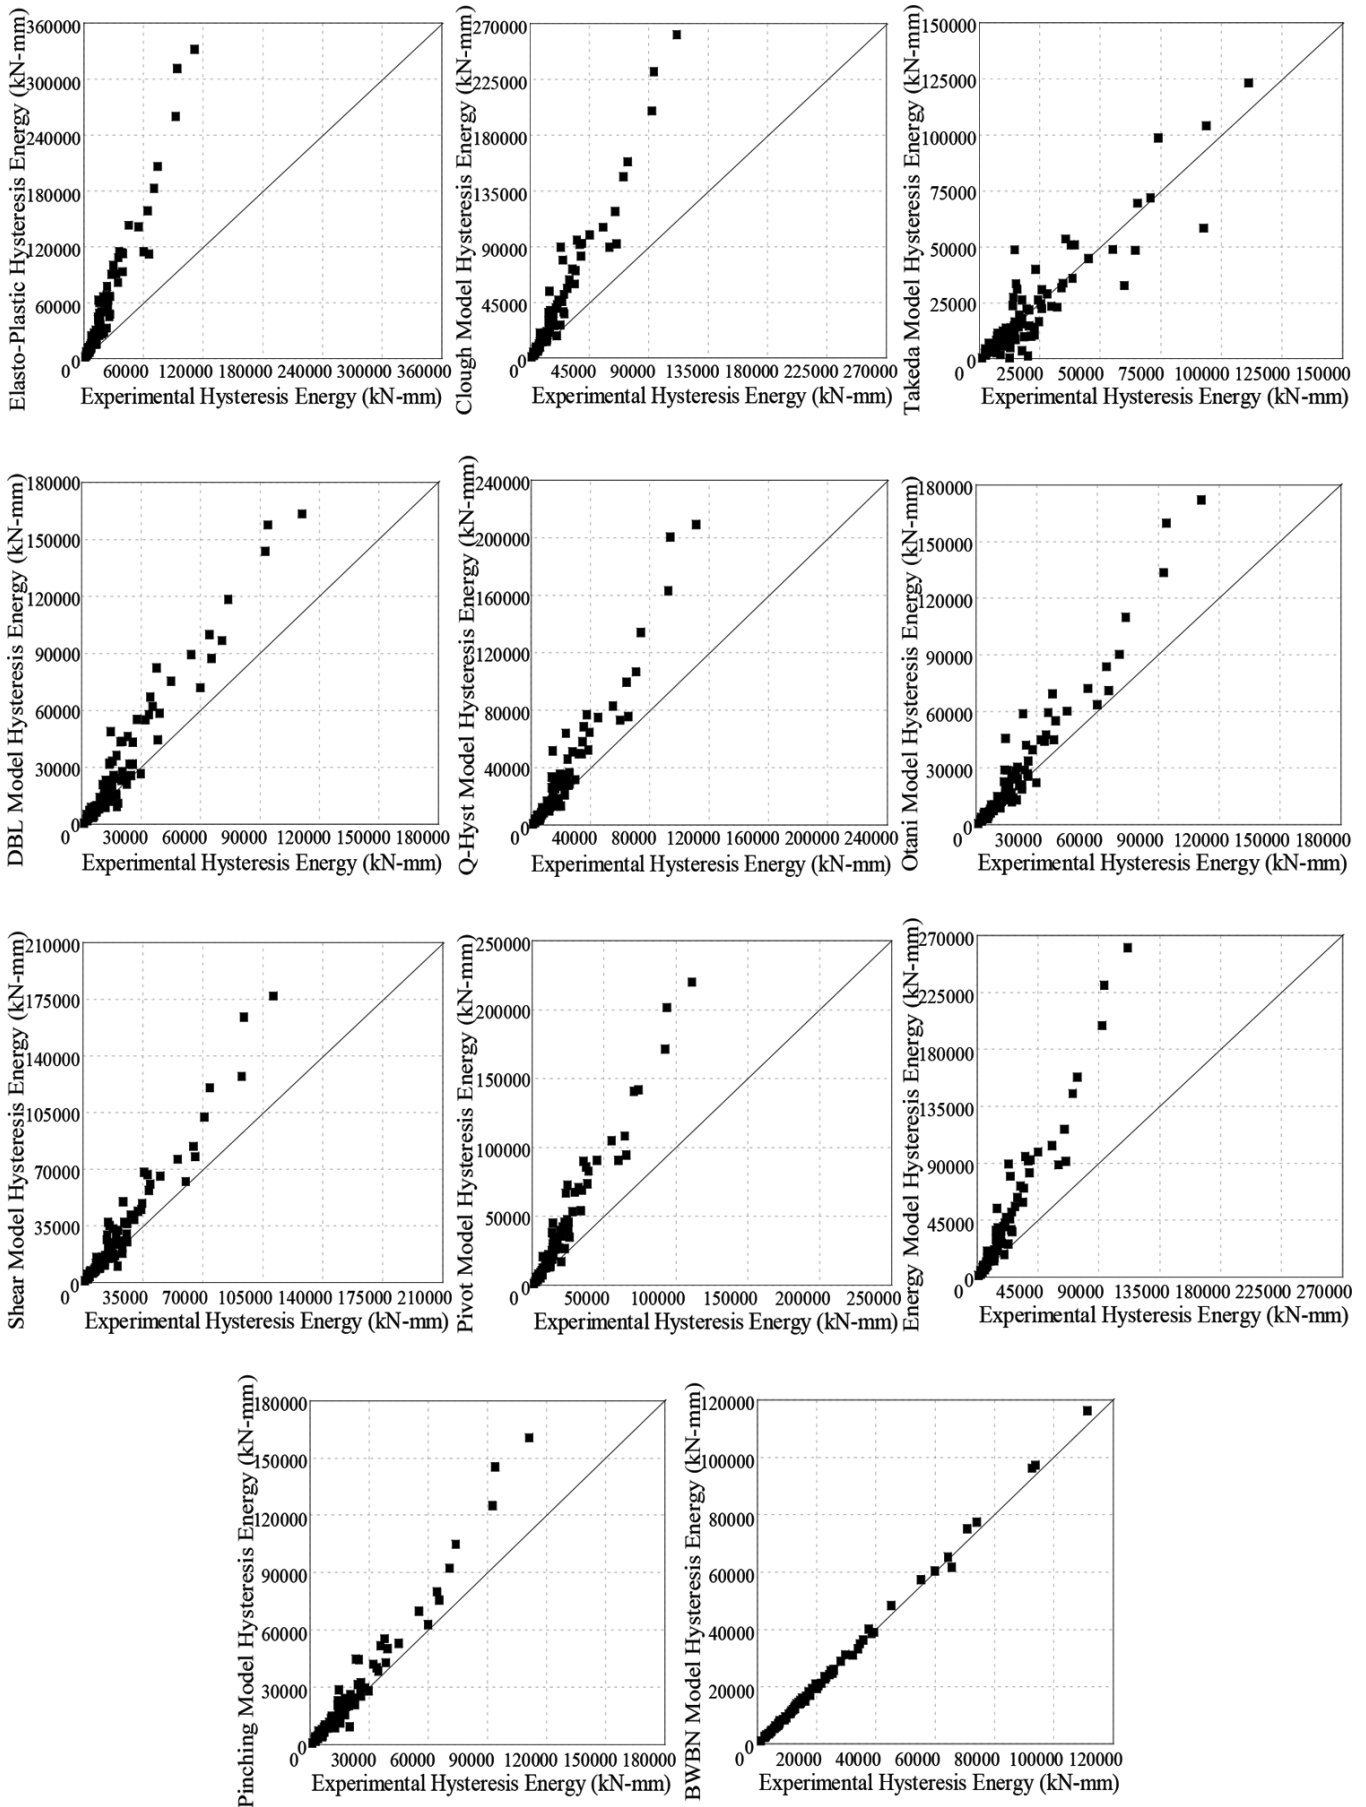 Elasto-Plastic Hysteresis Energy (kN-mm)
360000
300000
240000
180000
120000
60000
0
60000 120000 180000 240000 300000 360000
Experimental Hysteresis Energy (kN-mm)
Clough Model Hysteresis Energy (kN-mm)
270000
225000
180000
135000
90000
45000
0
45000 90000 135000 180000 225000 270000
Experimental Hysteresis Energy (kN-mm)
Takeda Model Hysteresis Energy (kN-mm)
150000
125000
100000
75000
50000
25000
0
0 25000 50000 75000 100000 125000 150000
Experimental Hysteresis Energy (kN-mm)
DBL Model Hysteresis Energy (kN-mm)
180000
150000
120000
90000
60000
30000
0
30000 60000 90000 120000 150000 180000
Experimental Hysteresis Energy (kN-mm)
Q-Hyst Model Hysteresis Energy (kN-mm)
240000
200000
160000
120000
80000
40000
0
40000 80000 120000 160000 200000 240000
Experimental Hysteresis Energy (kN-mm)
Otani Model Hysteresis Energy (kN-mm)
180000
150000
120000
90000
60000
30000
0
0 30000 60000 90000 120000 150000 180000
Experimental Hysteresis Energy (kN-mm)
Shear Model Hysteresis Energy (kN-mm)
210000
175000
140000
105000
70000
35000
0
0 35000 70000 105000 140000 175000 210000
Experimental Hysteresis Energy (kN-mm)
Pivot Model Hysteresis Energy (kN-mm)
250000
200000
150000
100000
50000
0
0 50000 100000 150000 200000 250000
Experimental Hysteresis Energy (kN-mm)
Energy Model Hysteresis Energy (kN-mm)
270000
225000
180000
135000
90000
45000
0
45000 90000 135000 180000 225000 270000
Experimental Hysteresis Energy (kN-mm)
Pinching Model Hysteresis Energy (kN-mm)
180000
150000
120000
90000
60000
30000
0
0 30000 60000 90000 120000 150000 180000
Experimental Hysteresis Energy (kN-mm)
BWBN Model Hysteresis Energy (kN-mm)
120000
100000
80000
60000
40000
20000
0
0 20000 40000 60000 80000 100000 120000
Experimental Hysteresis Energy (kN-mm)